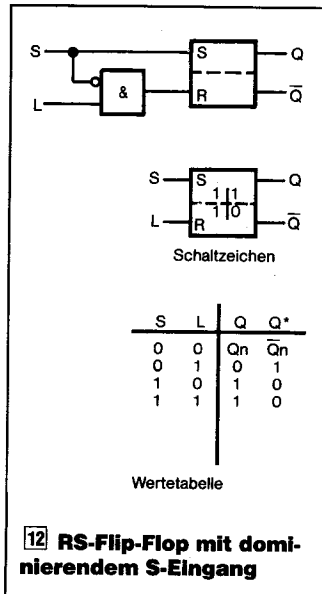 S S Q
& R Q̅
L
S S 1 1 Q
L R 1 0 Q̅
Schaltzeichen
S L Q Q*
0 0 Qn Q̅n
0 1 0 1
1 0 1 0
1 1 1 0
Wertetabelle
12 RS-Flip-Flop mit domi-
nierendem S-Eingang